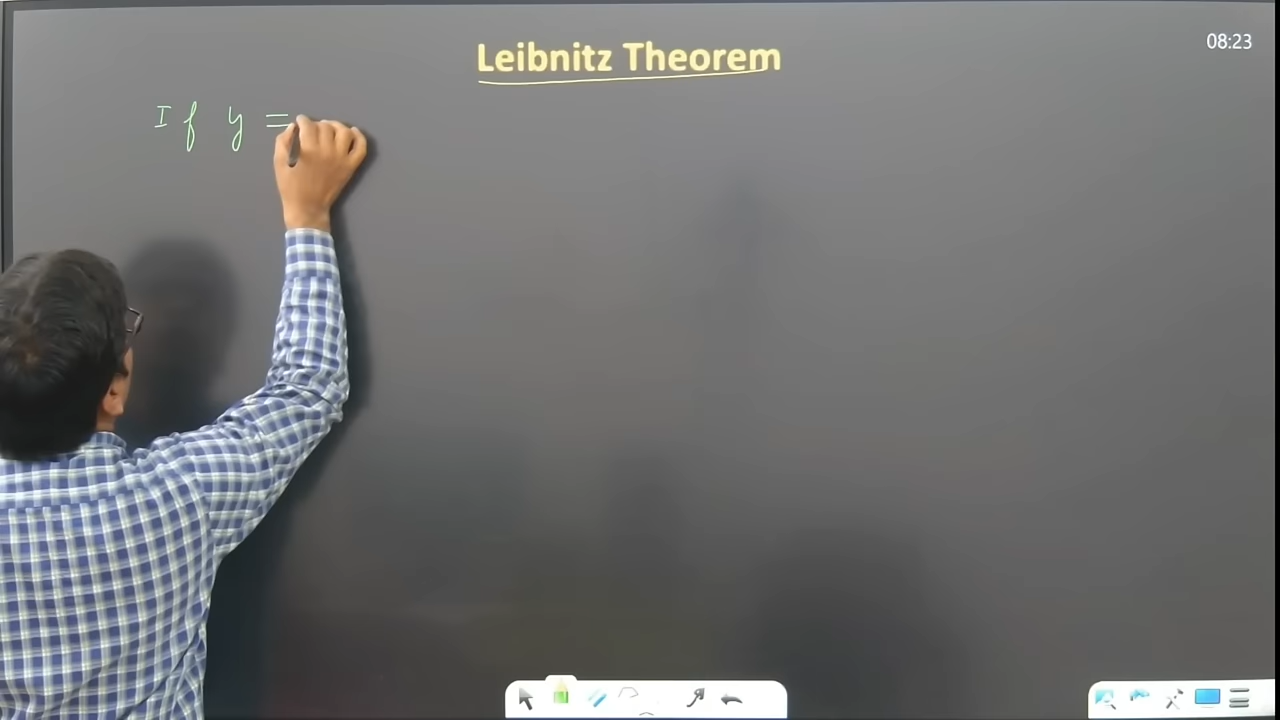 Leibnitz Theorem
08:23
If y =